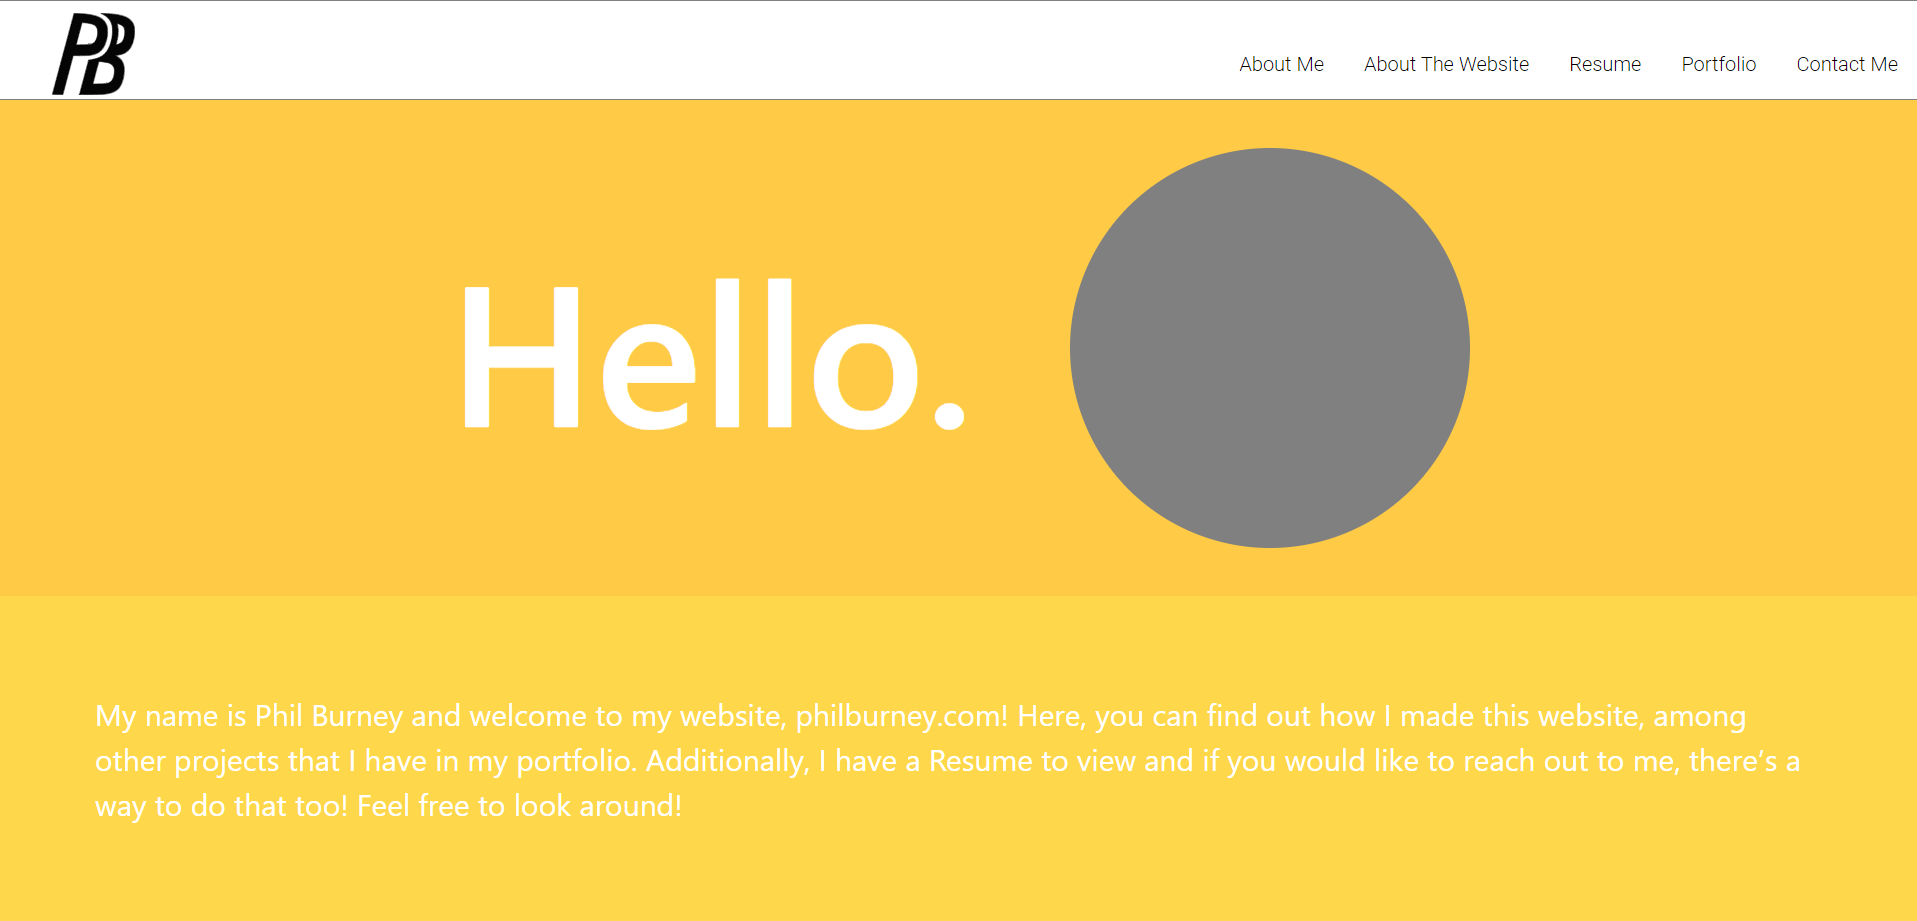 PB
About Me About The Website Resume Portfolio Contact Me
Hello.
My name is Phil Burney and welcome to my website, philburney.com! Here, you can find out how I made this website, among
other projects that I have in my portfolio. Additionally, I have a Resume to view and if you would like to reach out to me, there’s a
way to do that too! Feel free to look around!